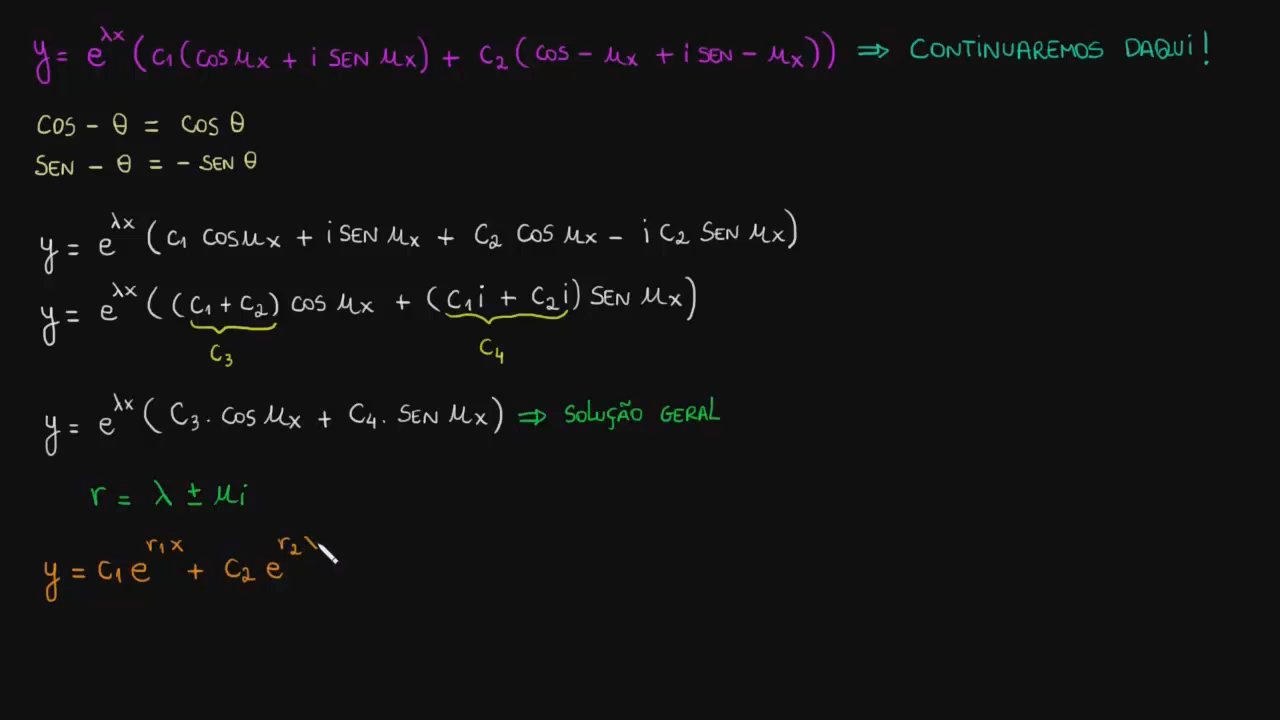 y = e^λx (c₁(cos μx + i SEN μx) + c₂(cos - μx + i SEN - μx)) ⇒ CONTINUAREMOS DAQUI!
COS - θ = COS θ
SEN - θ = - SEN θ
y = e^λx (c₁ COS μx + i SEN μx + C₂ COS μx - i C₂ SEN μx)
y = e^λx ((C₁ + C₂) COS μx + (C₁i + C₂i) SEN μx)
C₃ C₄
y = e^λx (C₃ . COS μx + C₄ . SEN μx) ⇒ SOLUÇÃO GERAL
r = λ ± μi
y = C₁ e^r₁x + C₂ e^r₂